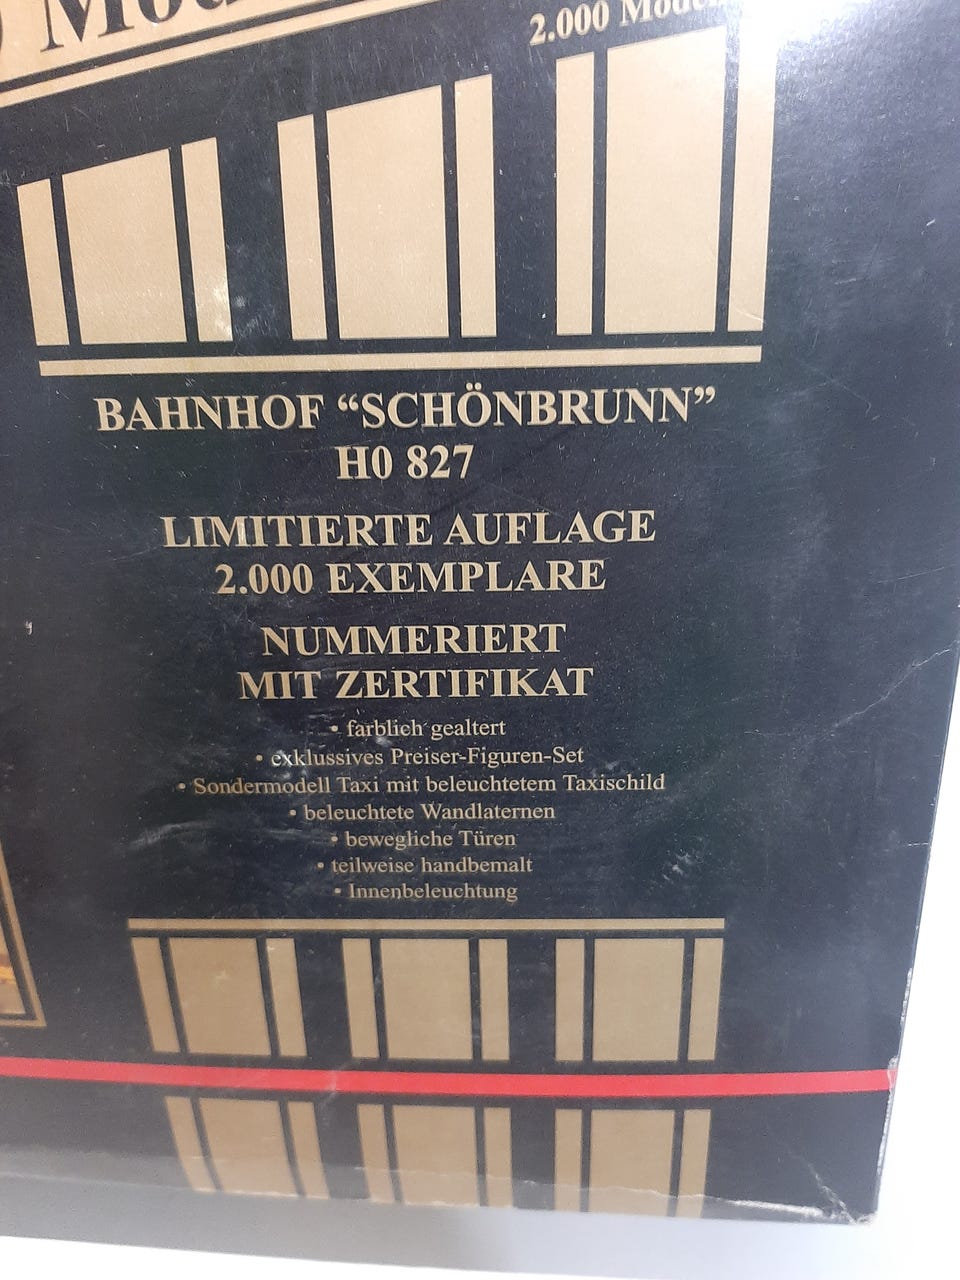 2.000
BAHNHOF “SCHÖNBRUNN”
H0 827
LIMITIERTE AUFLAGE
2.000 EXEMPLARE
NUMMERIERT
MIT ZERTIFIKAT
• farblich gealtert
• exklussives Preiser-Figuren-Set
• Sondermodell Taxi mit beleuchtetem Taxischild
• beleuchtete Wandlaternen
• bewegliche Türen
• teilweise handbemalt
• Innenbeleuchtung